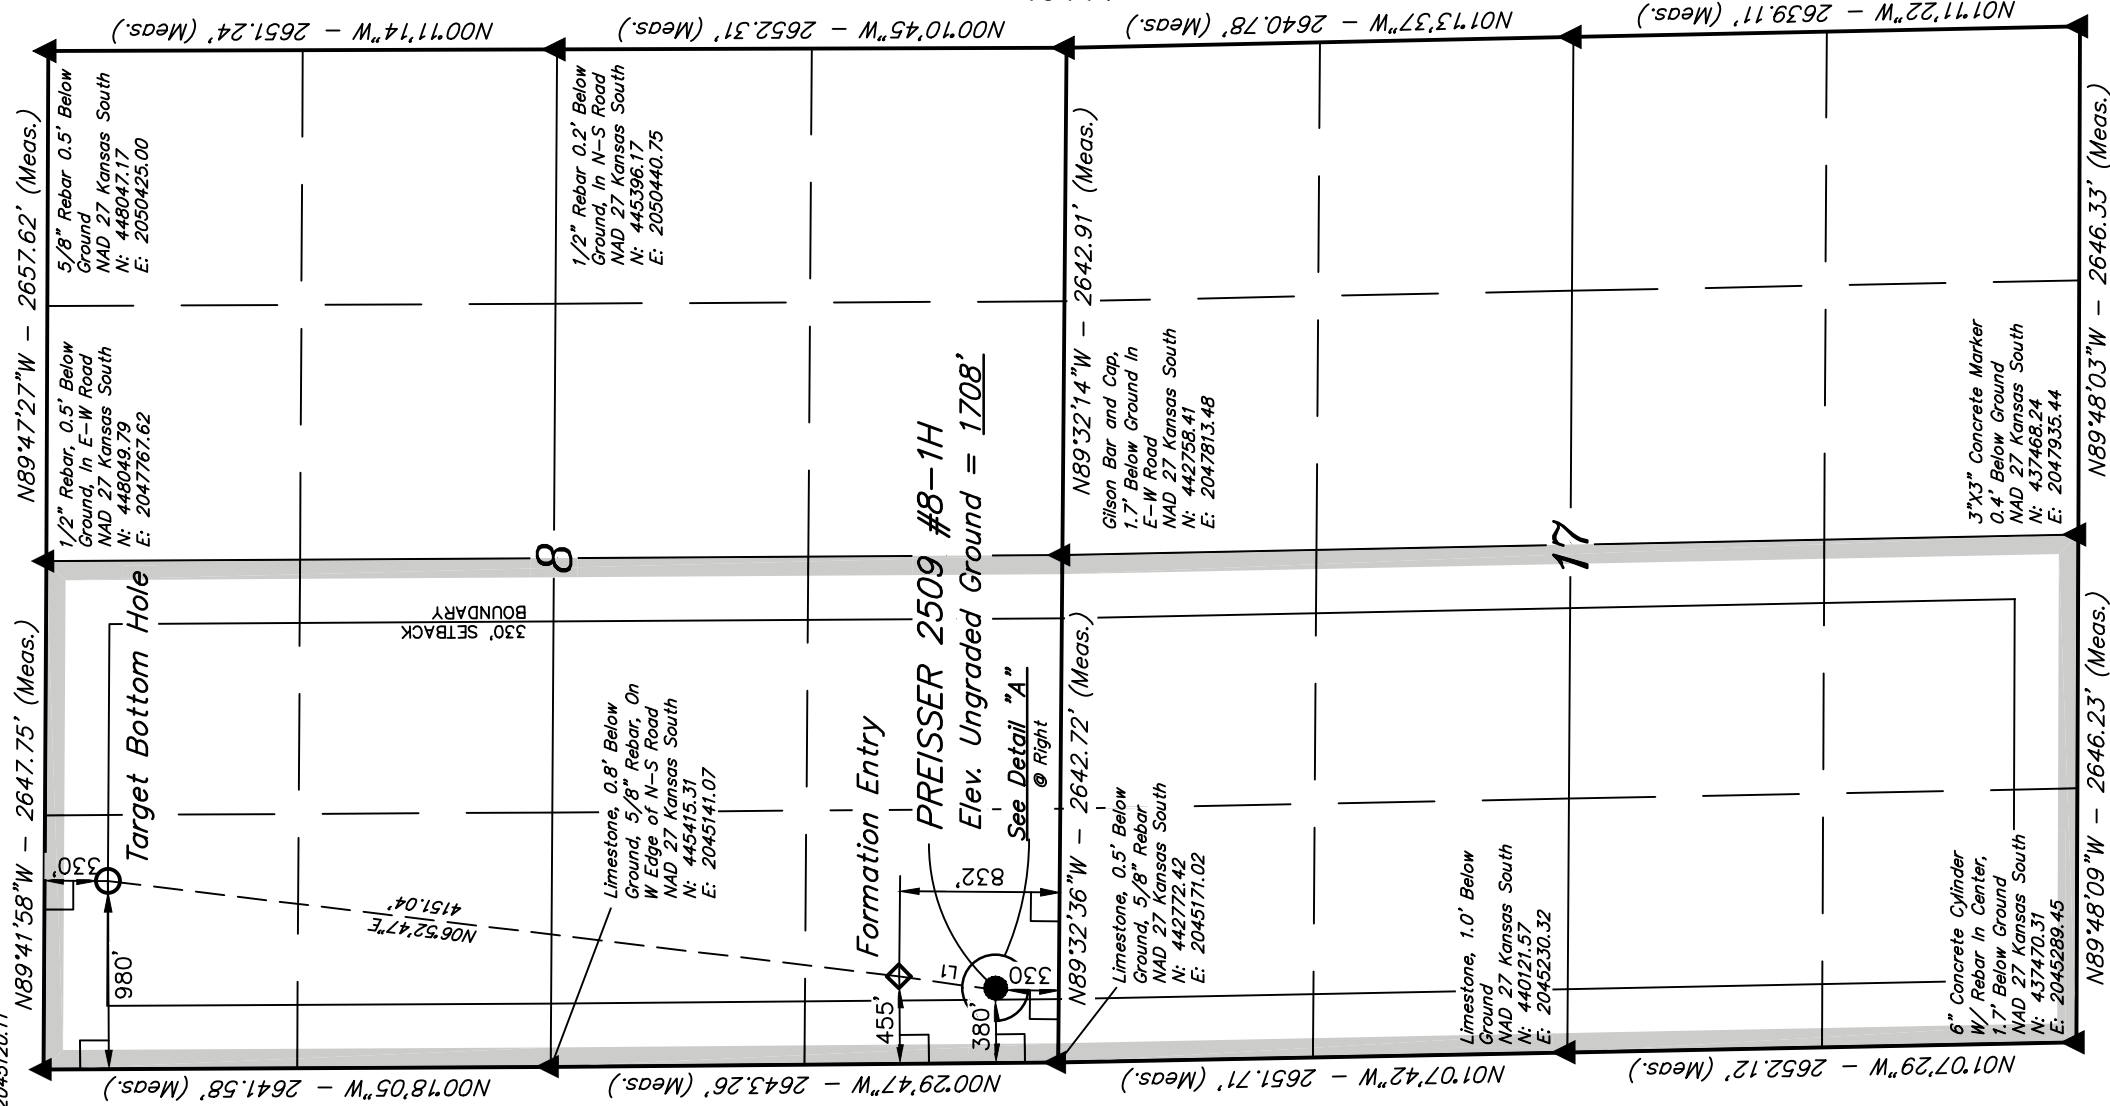 N89°41'58"W - 2647.75' (Meas.)
N89°47'27"W - 2657.62' (Meas.)
N00°11'14"W - 2651.24' (Meas.)
N00°10'45"W - 2652.31' (Meas.)
N01°13'37"W - 2640.78' (Meas.)
N01°11'22"W - 2639.11' (Meas.)
5/8" Rebar 0.5' Below
Ground
NAD 27 Kansas South
N: 448047.17
E: 2050425.00
1/2" Rebar 0.2' Below
Ground, In N-S Road
NAD 27 Kansas South
N: 445396.17
E: 2050440.75
1/2" Rebar, 0.5' Below
Ground, In E-W Road
NAD 27 Kansas South
N: 448049.79
E: 2047767.62
Target Bottom Hole
330'
980'
8
330' SETBACK
BOUNDARY
N06°52'47"E
4151.04'
Limestone, 0.8' Below
Ground, 5/8" Rebar, On
W Edge of N-S Road
NAD 27 Kansas South
N: 445415.31
E: 2045141.07
Formation Entry
PREISSER 2509 #8-1H
Elev. Ungraded Ground = 1708'
See Detail "A"
@ Right
832'
L1
455'
380'
330
N89°32'36"W - 2642.72' (Meas.)
N89°32'14"W - 2642.91' (Meas.)
Gilson Bar and Cap,
1.7' Below Ground In
E-W Road
NAD 27 Kansas South
N: 442758.41
E: 2047813.48
Limestone, 0.5' Below
Ground, 5/8" Rebar
NAD 27 Kansas South
N: 442772.42
E: 2045171.02
17
Limestone, 1.0' Below
Ground
NAD 27 Kansas South
N: 440121.57
E: 2045230.32
3"X3" Concrete Marker
0.4' Below Ground
NAD 27 Kansas South
N: 437468.24
E: 2047935.44
6" Concrete Cylinder
W/ Rebar In Center,
1.7' Below Ground
NAD 27 Kansas South
N: 437470.31
E: 2045289.45
N89°48'09"W - 2646.23' (Meas.)
N89°48'03"W - 2646.33' (Meas.)
N00°18'05"W - 2641.58' (Meas.)
N00°29'47"W - 2643.26' (Meas.)
N01°07'42"W - 2651.71' (Meas.)
N01°07'29"W - 2652.12' (Meas.)